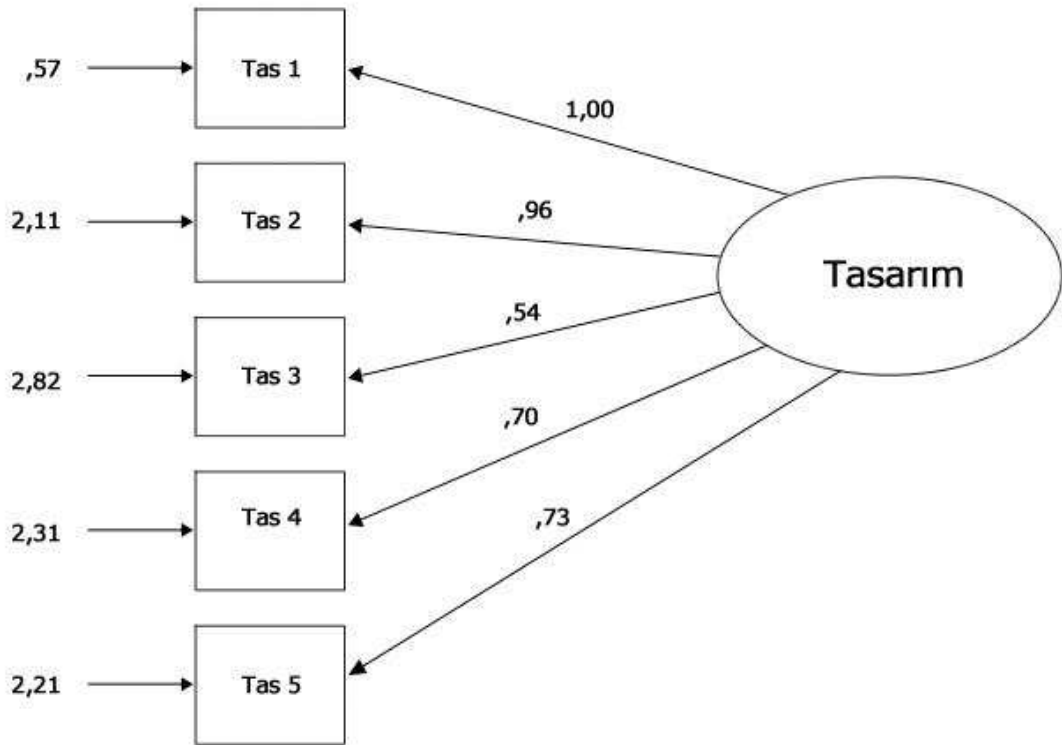 ,57
Tas 1
1,00
2,11
Tas 2
,96
Tasarım
2,82
Tas 3
,54
2,31
Tas 4
,70
2,21
Tas 5
,73